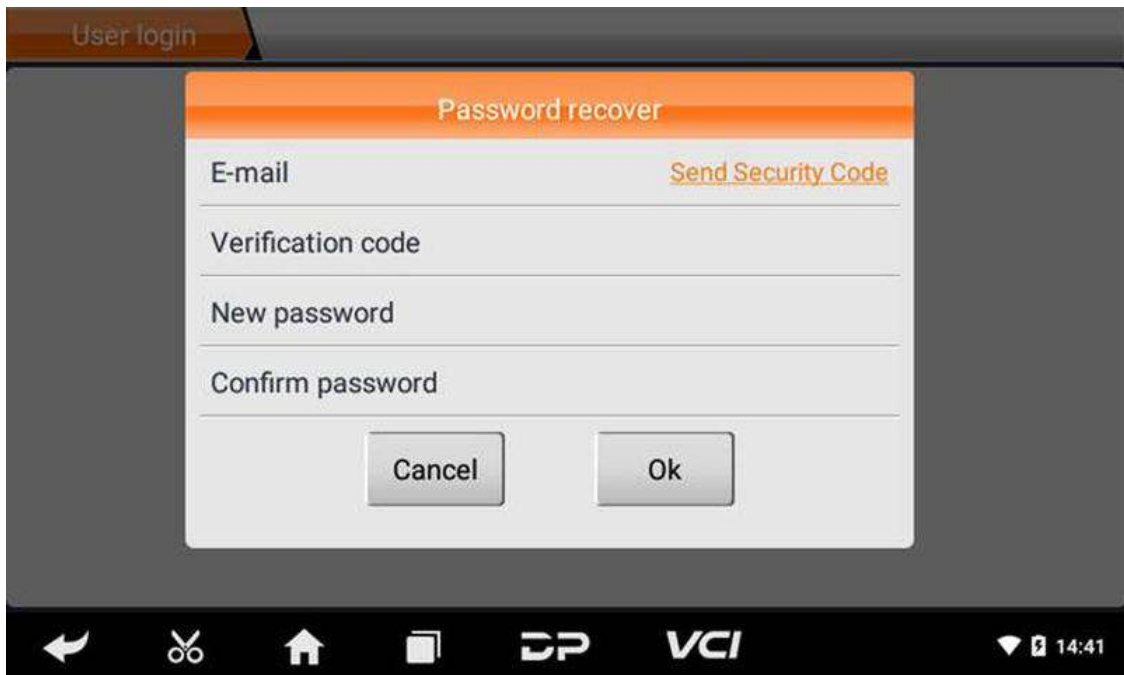 User login
Password recover
E-mail Send Security Code
Verification code
New password
Confirm password
Cancel Ok
DP VCI 14:41